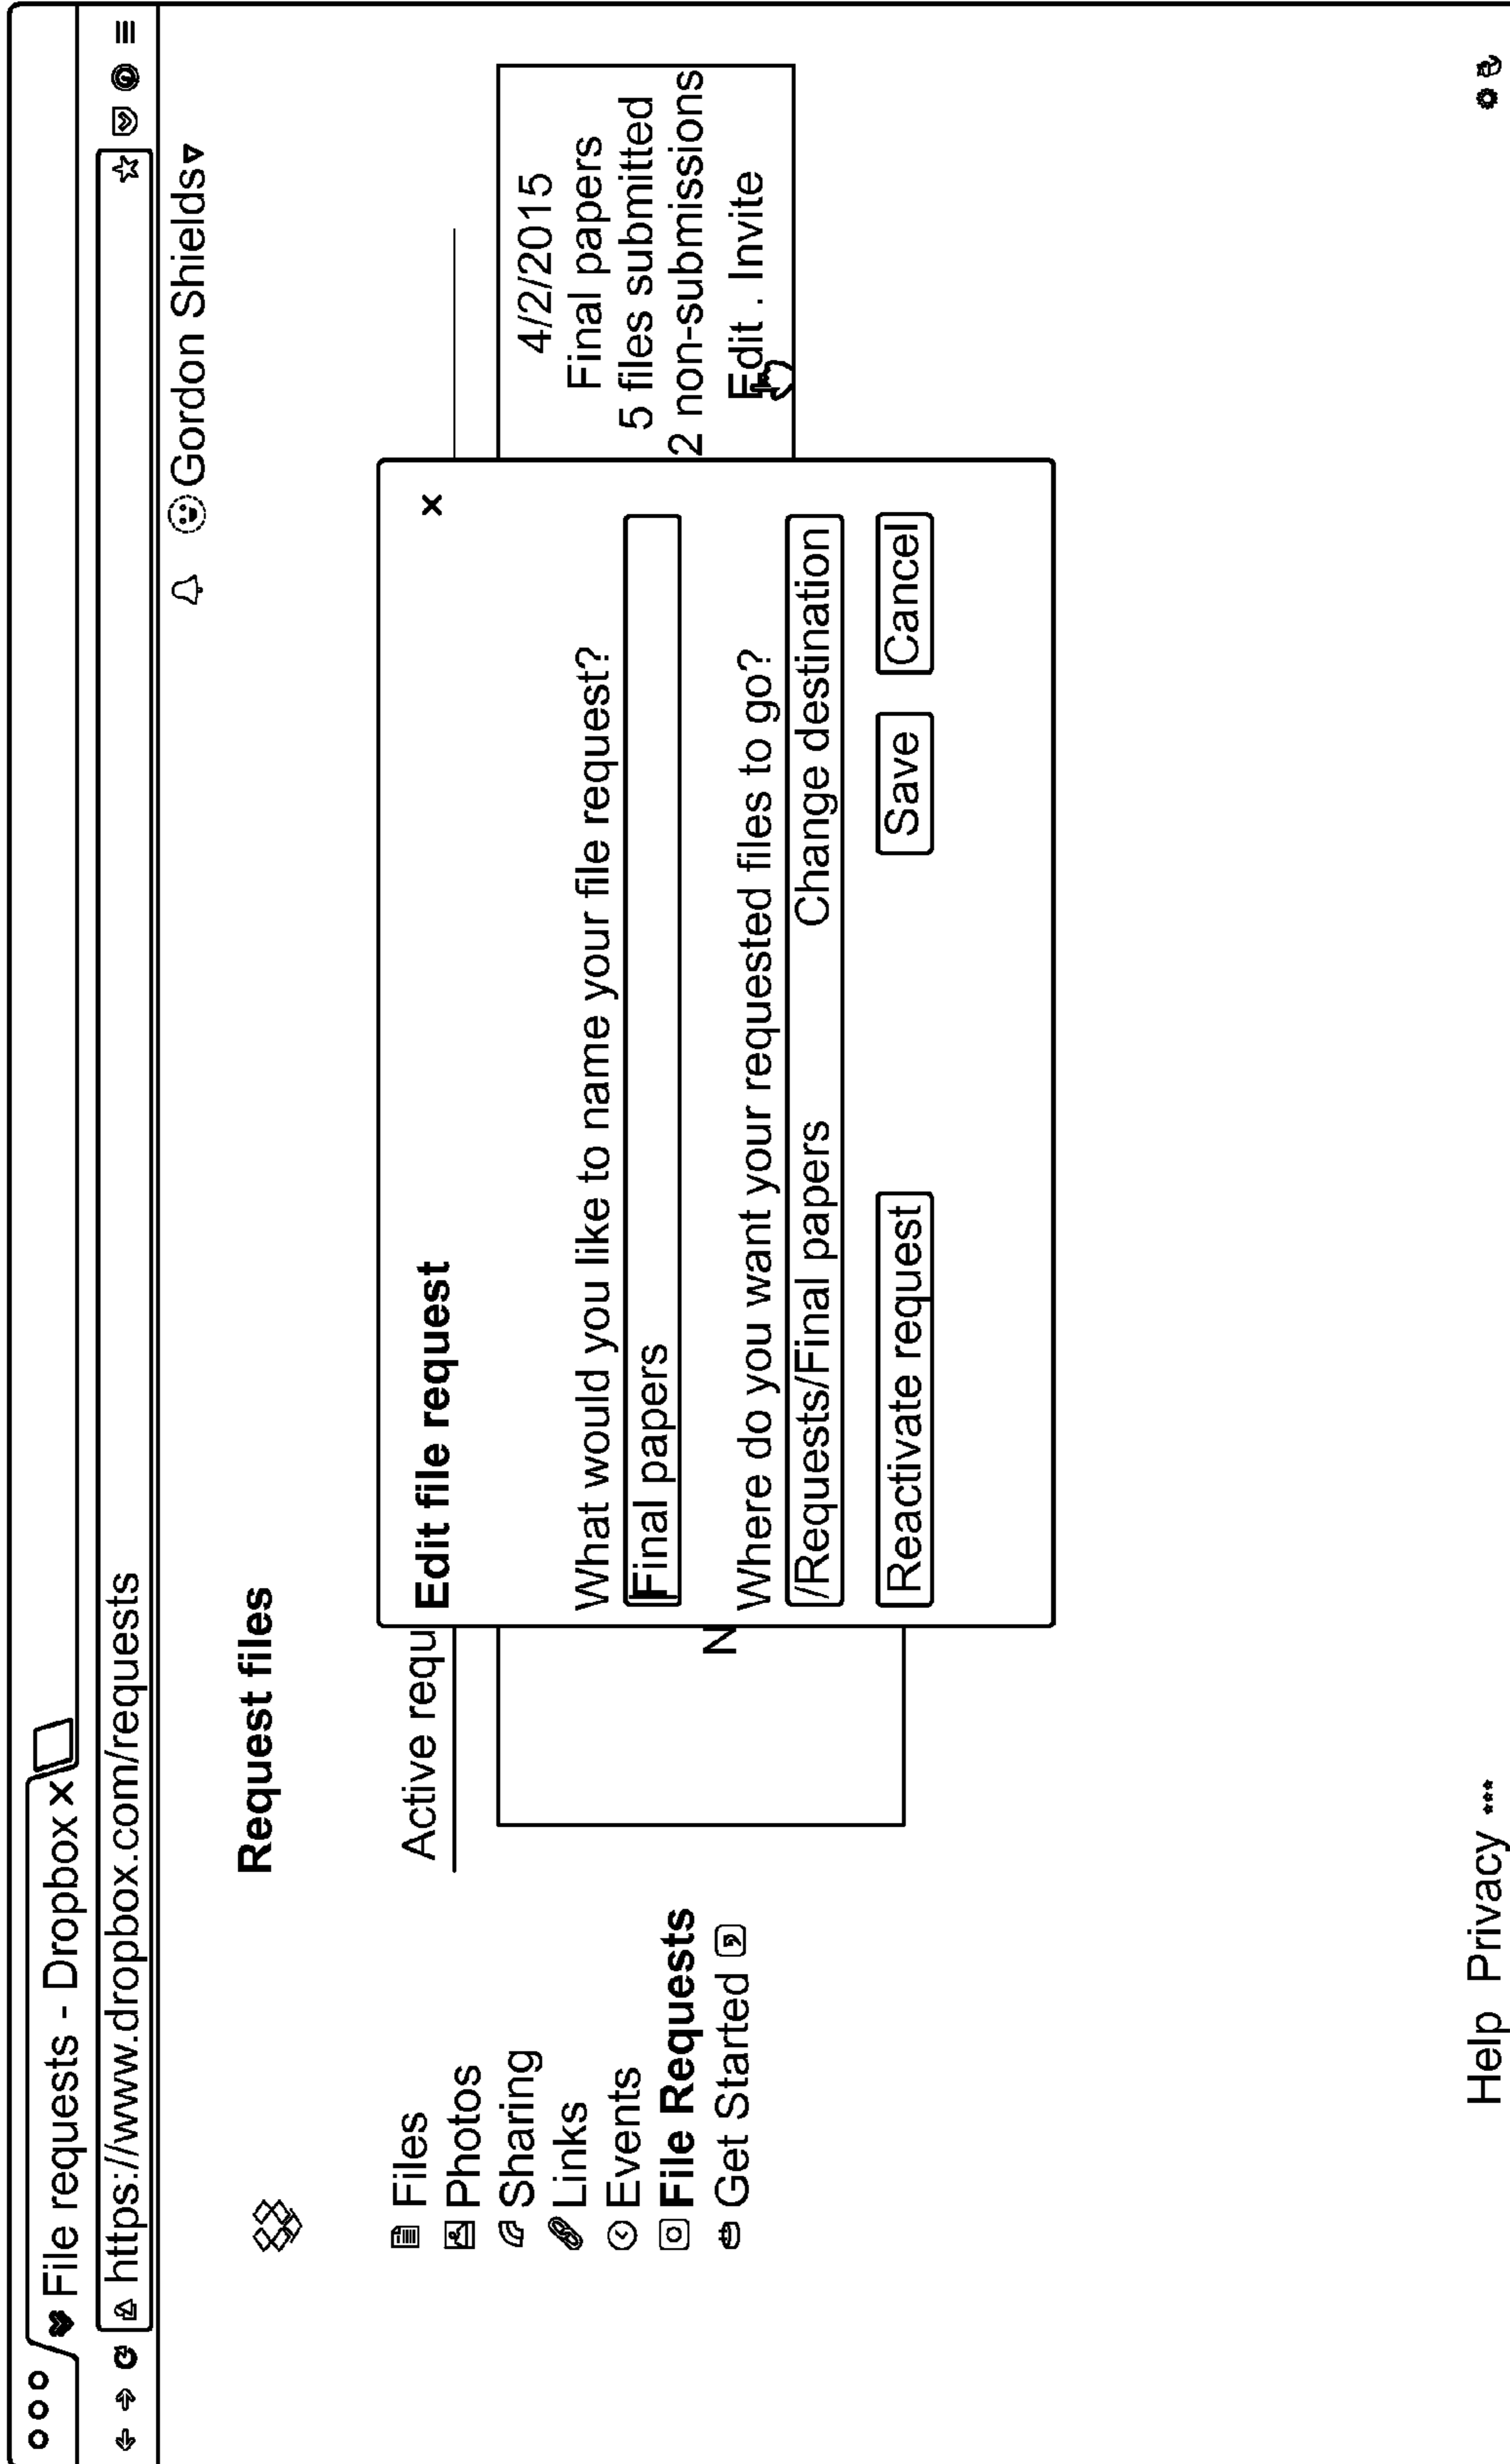 File requests - Dropbox x
https://www.dropbox.com/requests
Gordon Shields
Request files
Files
Photos
Sharing
Links
Events
File Requests
Get Started
Active requ
N
Edit file request x
What would you like to name your file request?
Final papers
Where do you want your requested files to go?
/Requests/Final papers Change destination
Reactivate request Save Cancel
4/2/2015
Final papers
5 files submitted
2 non-submissions
Edit . Invite
Help Privacy